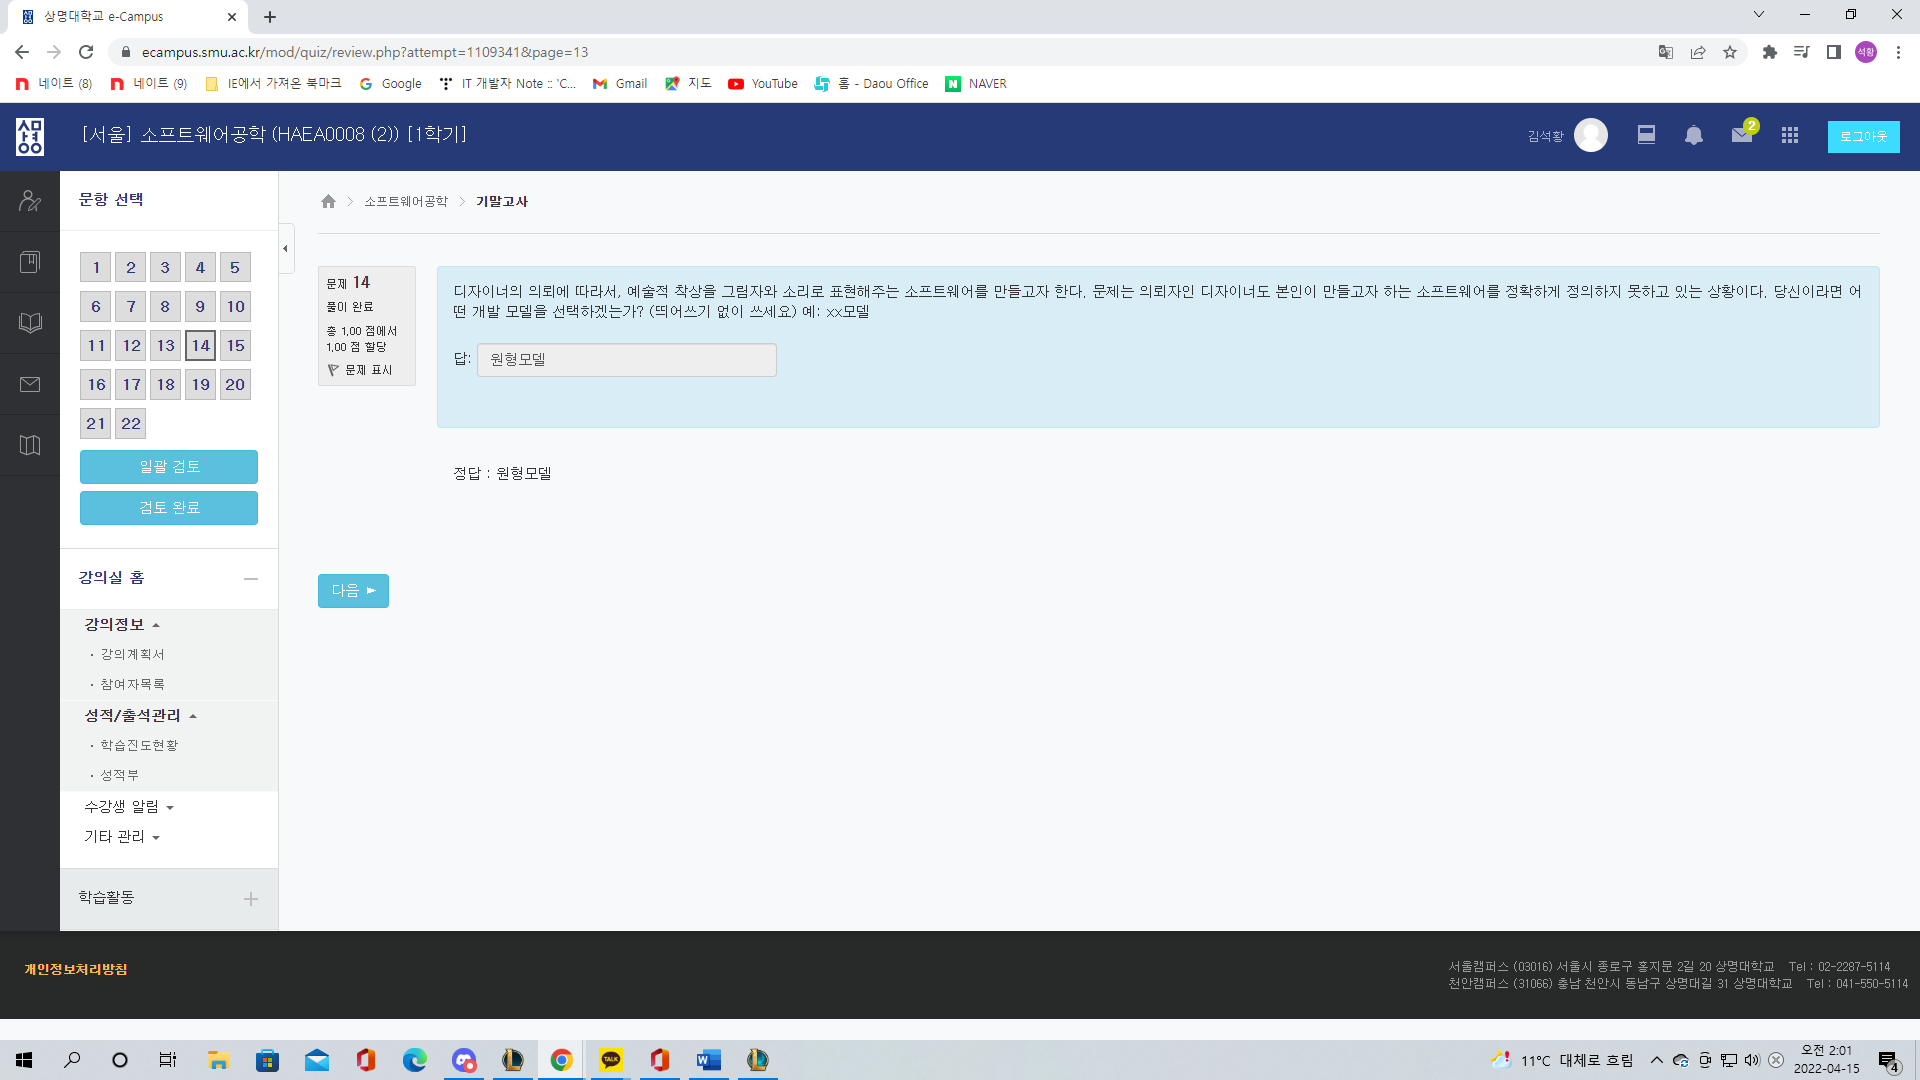 상명대학교 e-Campus
ecampus.smu.ac.kr/mod/quiz/review.php?attempt=1109341&page=13
석황
네이트 (8)
네이트 (9)
IE에서 가져온 북마크
Google
IT 개발자 Note :: 'C...
Gmail
지도
YouTube
홈 - Daou Office
NAVER
[서울] 소프트웨어공학 (HAEA0008 (2)) [1학기]
김석황
2
로그아웃
문항 선택
1 2 3 4 5
6 7 8 9 10
11 12 13 14 15
16 17 18 19 20
21 22
일괄 검토
검토 완료
강의실 홈
강의정보
강의계획서
참여자목록
성적/출석관리
학습진도현황
성적부
수강생 알림
기타 관리
학습활동
소프트웨어공학
기말고사
문제 14
풀이 완료
총 1.00 점에서
1.00 점 할당
문제 표시
디자이너의 의뢰에 따라서, 예술적 착상을 그림자와 소리로 표현해주는 소프트웨어를 만들고자 한다. 문제는 의뢰자인 디자이너도 본인이 만들고자 하는 소프트웨어를 정확하게 정의하지 못하고 있는 상황이다. 당신이라면 어
떤 개발 모델을 선택하겠는가? (띄어쓰기 없이 쓰세요) 예: xx모델
답: 원형모델
정답 : 원형모델
다음 ►
개인정보처리방침
서울캠퍼스 (03016) 서울시 종로구 홍지문 2길 20 상명대학교 Tel : 02-2287-5114
천안캠퍼스 (31066) 충남 천안시 동남구 상명대길 31 상명대학교 Tel : 041-550-5114
TALK
11°C 대체로 흐림
오전 2:01
2022-04-15
4